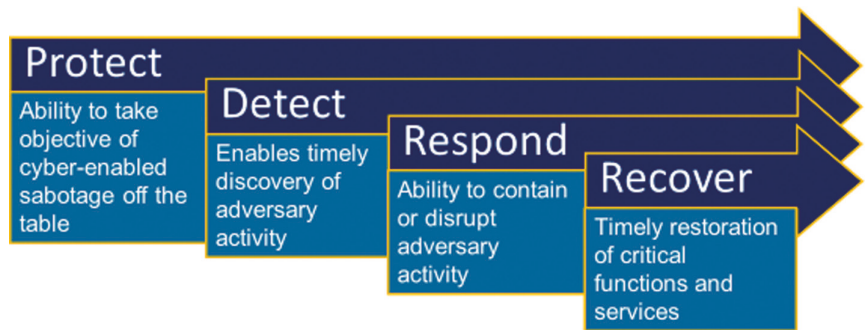 Protect
Ability to take
objective of
cyber-enabled
sabotage off the
table
Detect
Enables timely
discovery of
adversary
activity
Respond
Ability to contain
or disrupt
adversary
activity
Recover
Timely restoration
of critical
functions and
services